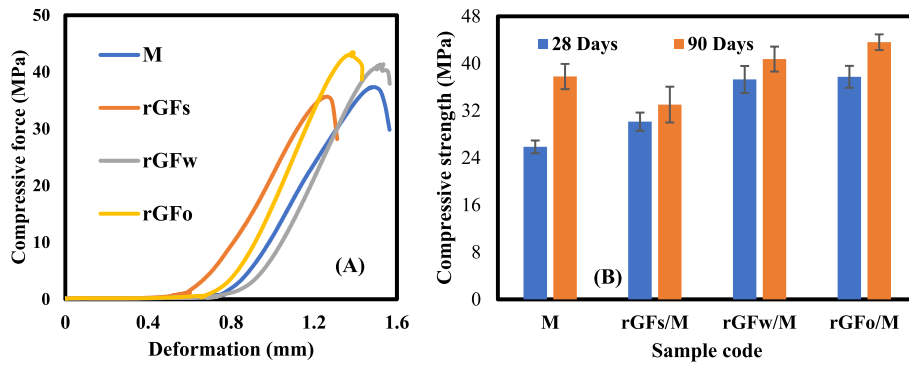 Compressive force (MPa)
50
40
30
20
10
0
M
rGFs
rGFw
rGFo
(A)
0 0.4 0.8 1.2 1.6
Deformation (mm)
Compressive strength (MPa)
48
40
32
24
16
8
0
28 Days 90 Days
(B)
M rGFs/M rGFw/M rGFo/M
Sample code